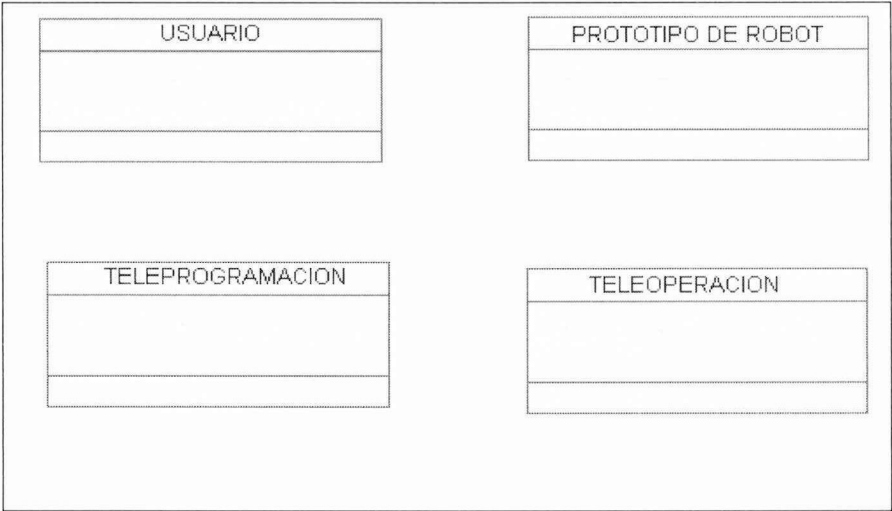 USUARIO
PROTOTIPO DE ROBOT
TELEPROGRAMACION
TELEOPERACION